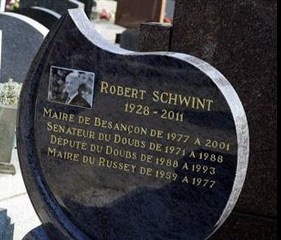 ROBERT SCHWINT
1928 - 2011
MAIRE DE BESANÇON DE 1977 A 2001
SENATEUR DU DOUBS DE 1971 A 1988
DÉPUTÉ DU DOUBS DE 1988 A 1993
MAIRE DU RUSSEY DE 1959 A 1977